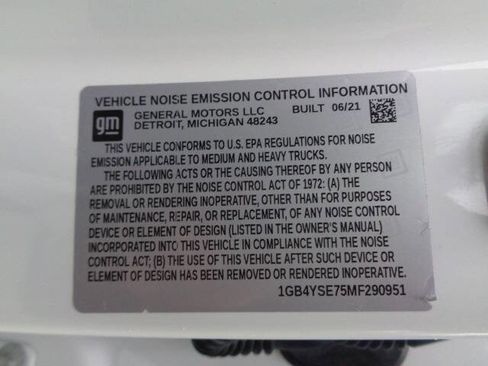 VEHICLE NOISE EMISSION CONTROL INFORMATION
gm
GENERAL MOTORS LLC BUILT 06/21
DETROIT, MICHIGAN 48243
THIS VEHICLE CONFORMS TO U.S. EPA REGULATIONS FOR NOISE
EMISSION APPLICABLE TO MEDIUM AND HEAVY TRUCKS.
THE FOLLOWING ACTS OR THE CAUSING THEREOF BY ANY PERSON
ARE PROHIBITED BY THE NOISE CONTROL ACT OF 1972: (A) THE
REMOVAL OR RENDERING INOPERATIVE, OTHER THAN FOR PURPOSES
OF MAINTENANCE, REPAIR, OR REPLACEMENT, OF ANY NOISE CONTROL
DEVICE OR ELEMENT OF DESIGN (LISTED IN THE OWNER'S MANUAL)
INCORPORATED INTO THIS VEHICLE IN COMPLIANCE WITH THE NOISE
CONTROL ACT; (B) THE USE OF THIS VEHICLE AFTER SUCH DEVICE OR
ELEMENT OF DESIGN HAS BEEN REMOVED OR RENDERED INOPERATIVE.
1GB4YSE75MF290951